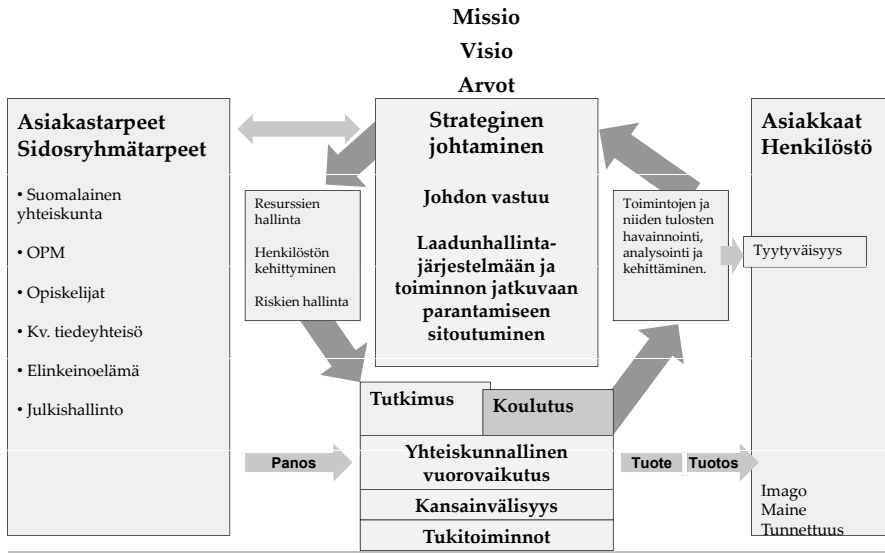 Missio
Visio
Arvot
Asiakastarpeet
Sidosryhmätarpeet
• Suomalainen
yhteiskunta
• OPM
• Opiskelijat
• Kv. tiedeyhteisö
• Elinkeinoelämä
• Julkishallinto
Resurssien
hallinta
Henkilöstön
kehittyminen
Riskien hallinta
Strateginen
johtaminen
Johdon vastuu
Laadunhallinta-
järjestelmään ja
toiminnon jatkuvaan
parantamiseen
sitoutuminen
Toimintojen ja
niiden tulosten
havainnointi,
analysointi ja
kehittäminen.
Asiakkaat
Henkilöstö
Tyytyväisyys
Tutkimus
Koulutus
Panos
Yhteiskunnallinen
vuorovaikutus
Kansainvälisyys
Tukitoiminnot
Tuote
Tuotos
Imago
Maine
Tunnettuus